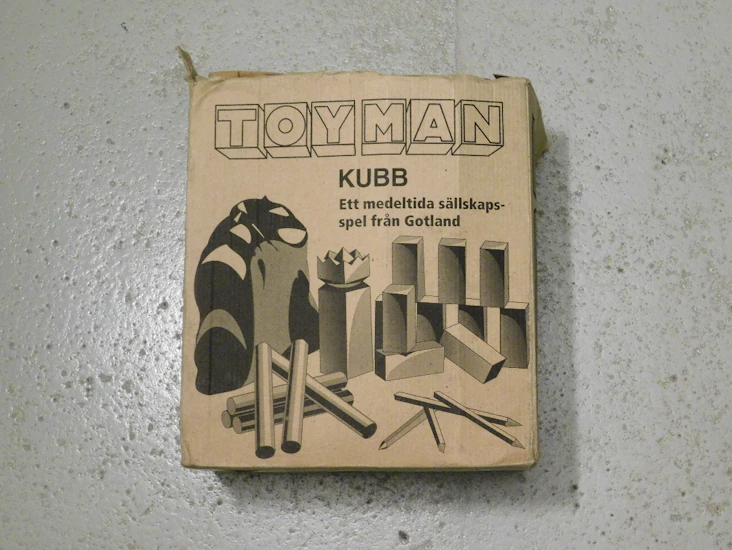 TOYMAN
KUBB
Ett medeltida sällskaps-
spel från Gotland